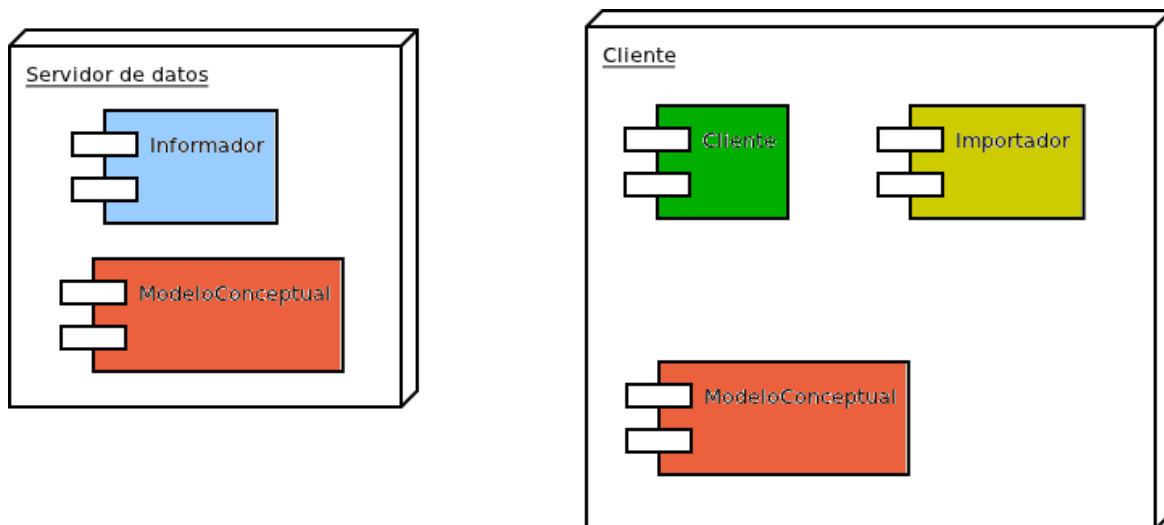 Servidor de datos
Informador
ModeloConceptual
Cliente
Cliente
Importador
ModeloConceptual